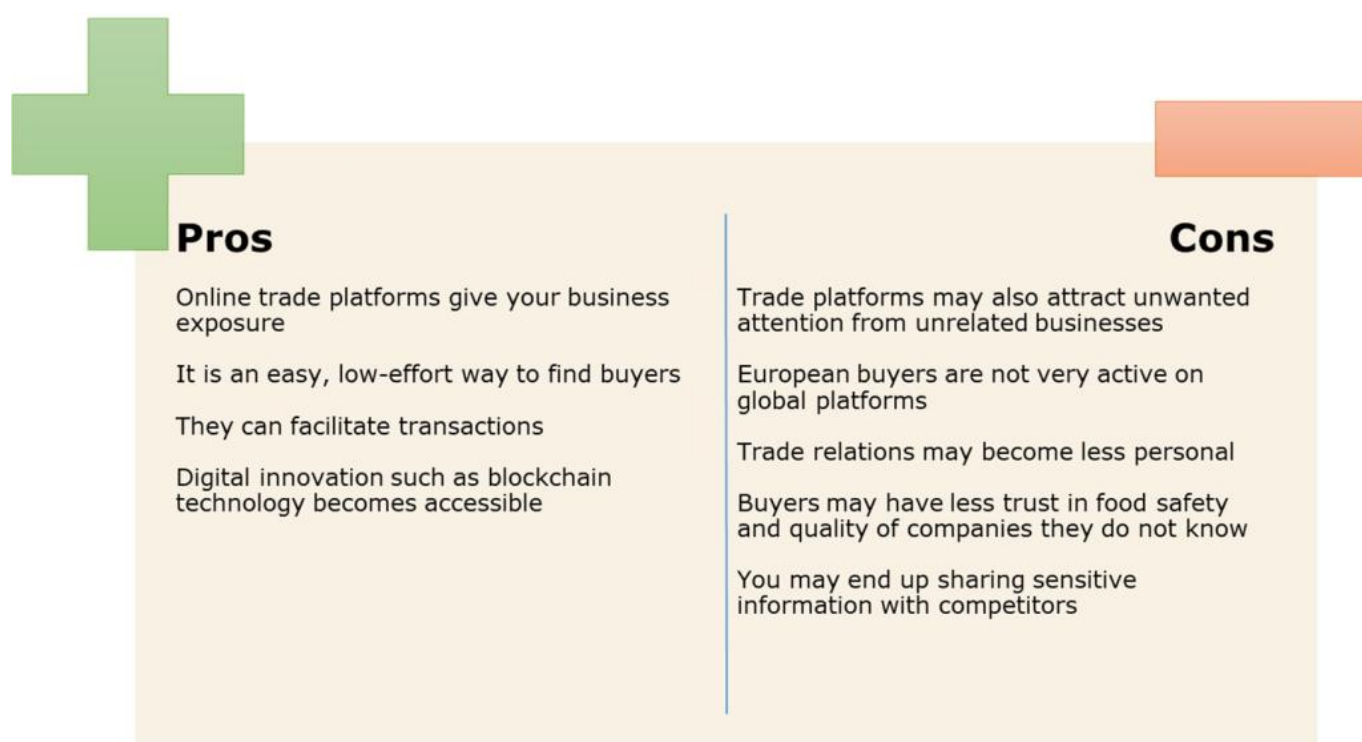 Pros
Online trade platforms give your business
exposure
It is an easy, low-effort way to find buyers
They can facilitate transactions
Digital innovation such as blockchain
technology becomes accessible
Cons
Trade platforms may also attract unwanted
attention from unrelated businesses
European buyers are not very active on
global platforms
Trade relations may become less personal
Buyers may have less trust in food safety
and quality of companies they do not know
You may end up sharing sensitive
information with competitors